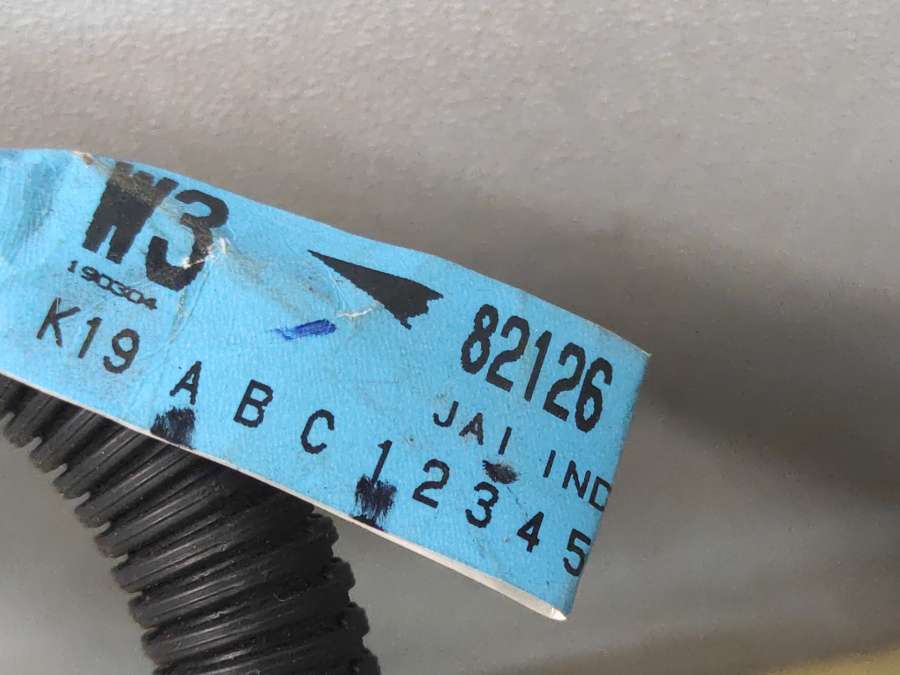 W3
190304
82126
K19
JAI IND
A B C 1 2 3 4 5